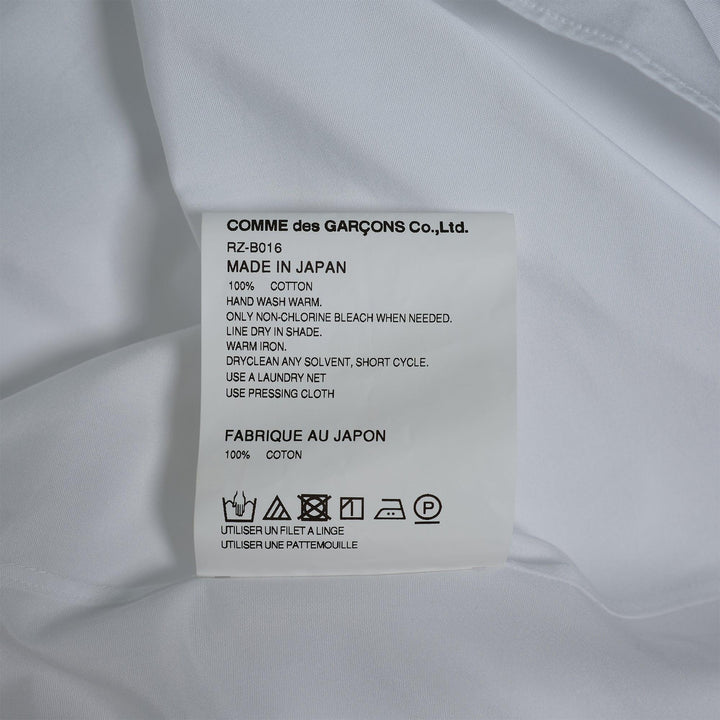 COMME des GARÇONS Co.,Ltd.
RZ-B016
MADE IN JAPAN
100% COTTON
HAND WASH WARM.
ONLY NON-CHLORINE BLEACH WHEN NEEDED.
LINE DRY IN SHADE.
WARM IRON.
DRYCLEAN ANY SOLVENT, SHORT CYCLE.
USE A LAUNDRY NET
USE PRESSING CLOTH
FABRIQUE AU JAPON
100% COTON
P
UTILISER UN FILET A LINGE
UTILISER UNE PATTEMOUILLE